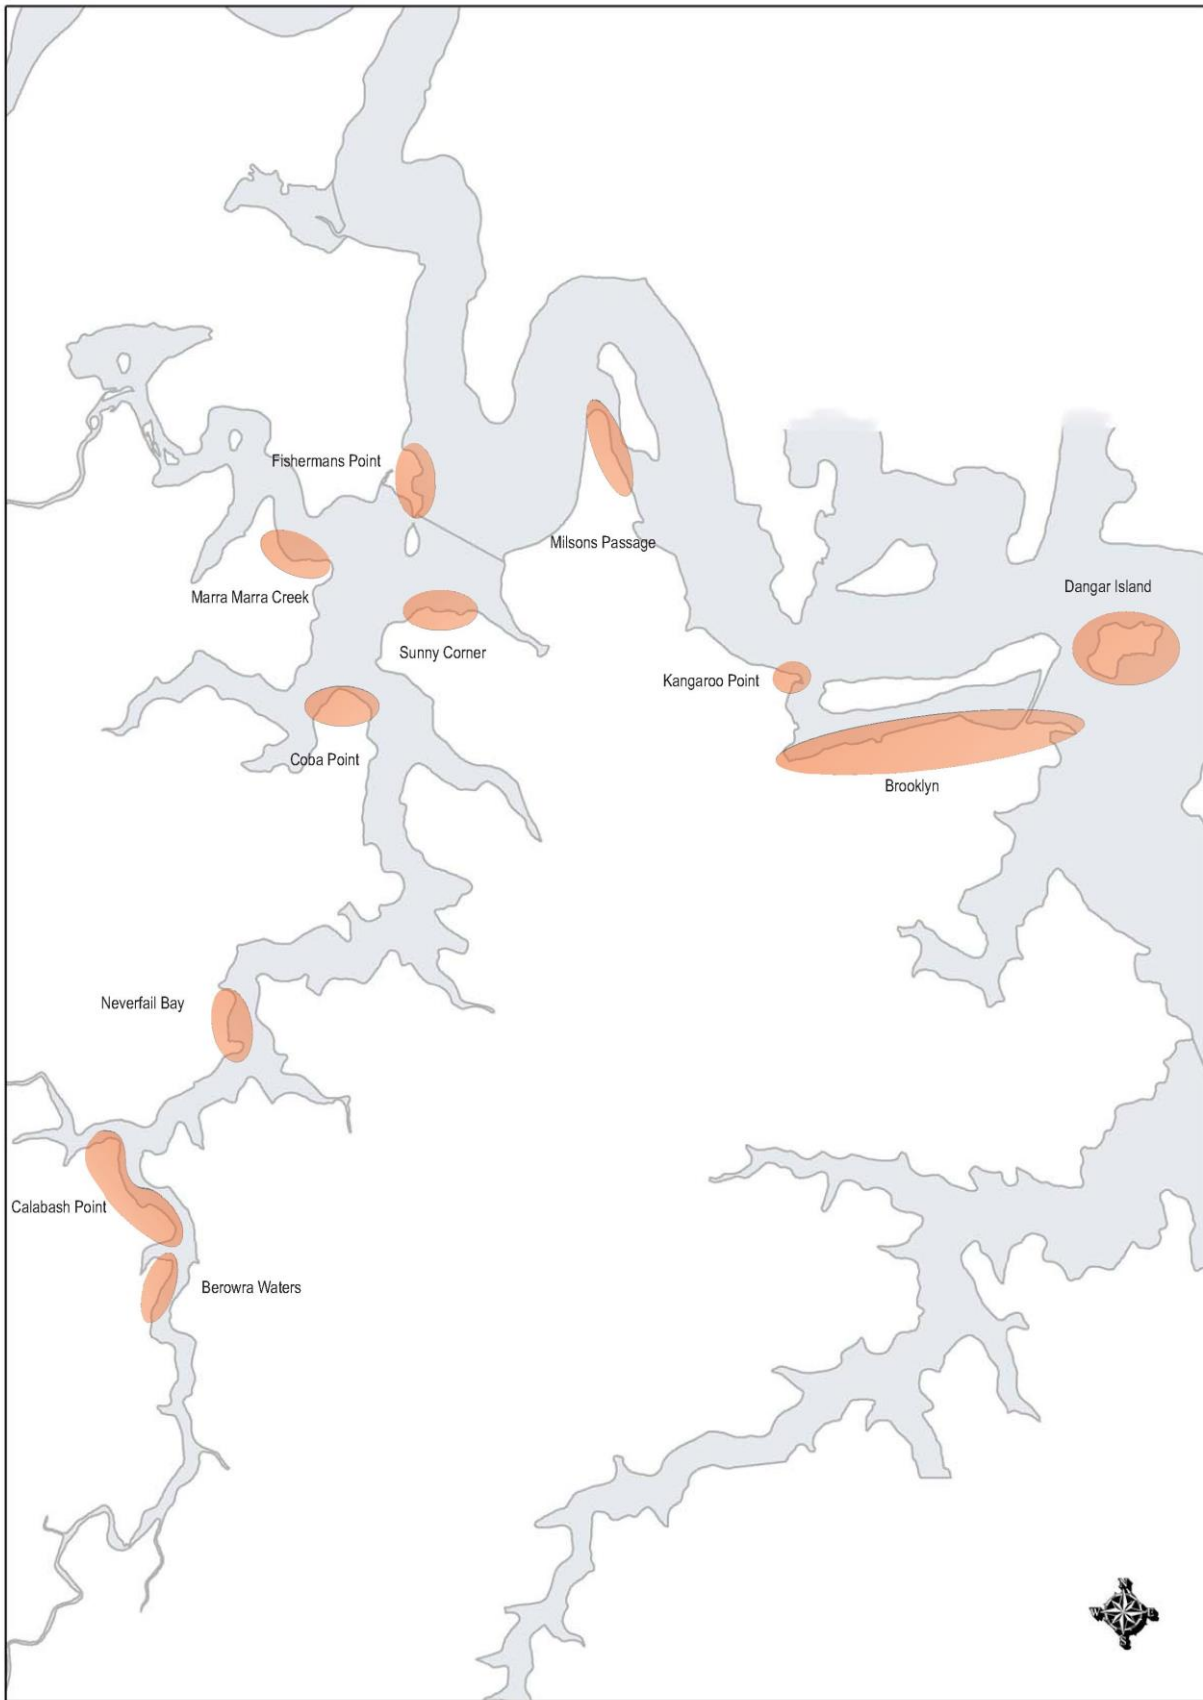 Fishermans Point
Milsons Passage
Marra Marra Creek
Dangar Island
Sunny Corner
Kangaroo Point
Coba Point
Brooklyn
Neverfail Bay
Calabash Point
Berowra Waters
N
W E
S